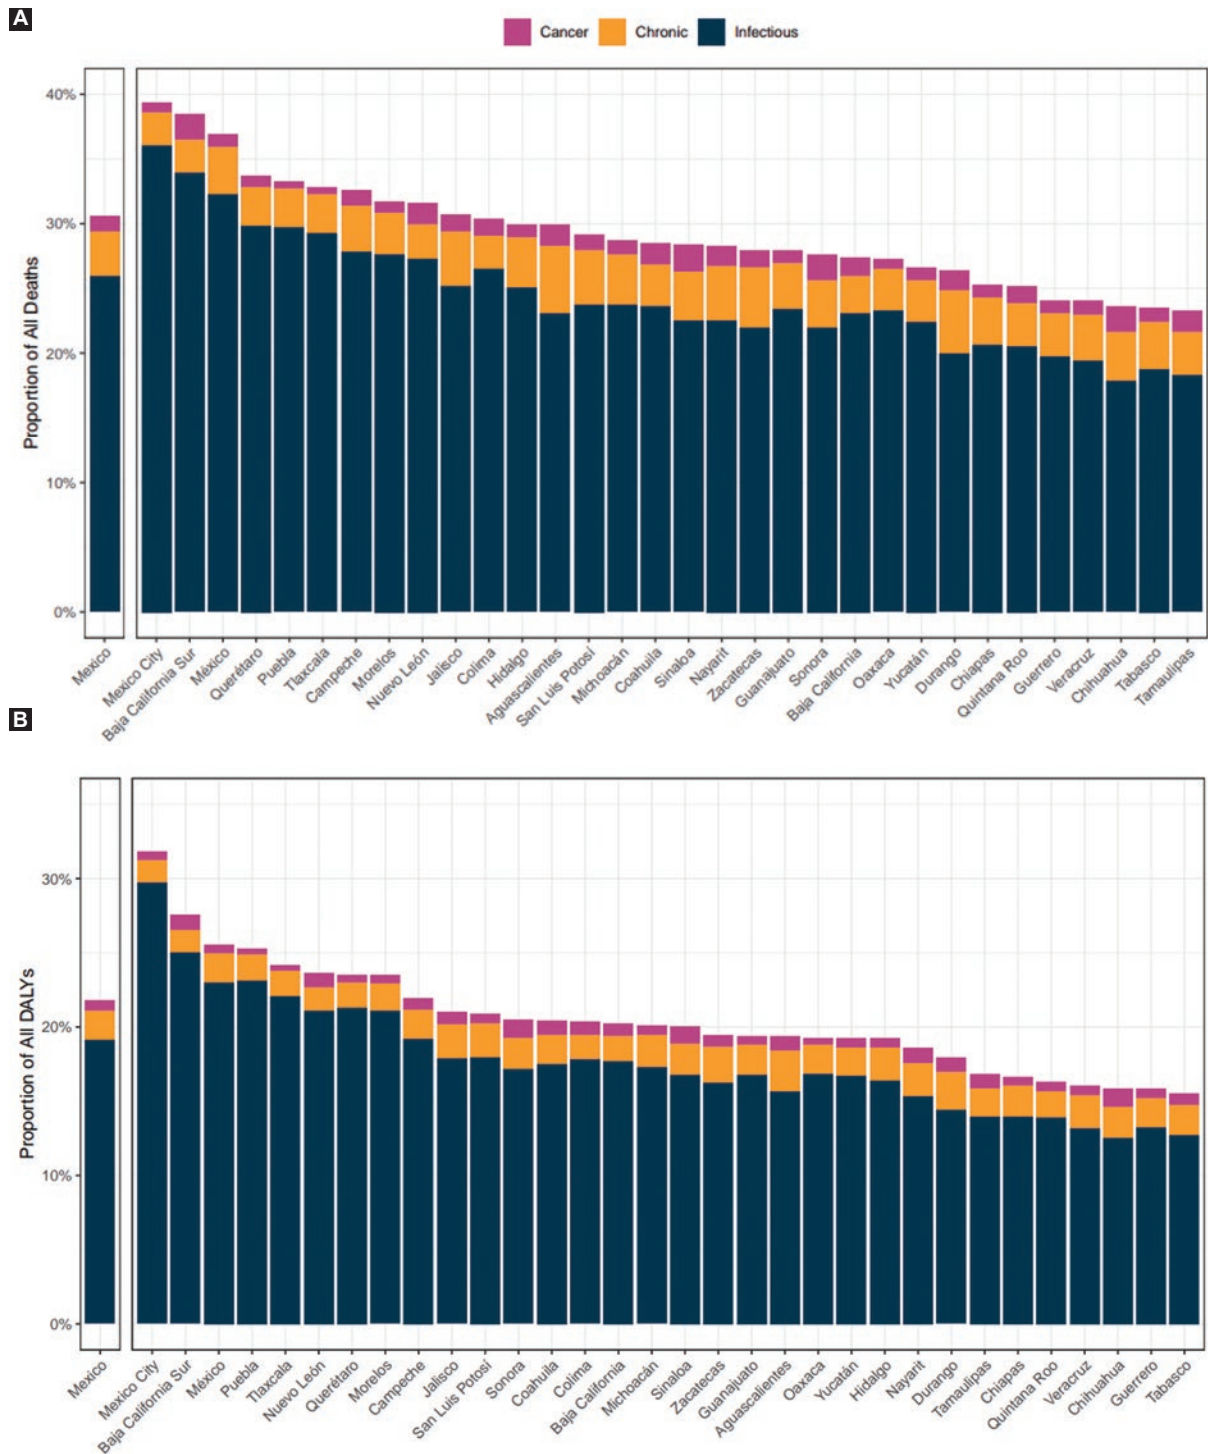 A
Cancer Chronic Infectious
Proportion of All Deaths
40%
30%
20%
10%
0%
Mexico
Mexico City
Baja California Sur
México
Querétaro
Puebla
Tlaxcala
Campeche
Morelos
Nuevo León
Jalisco
Colima
Hidalgo
Aguascalientes
San Luis Potosí
Michoacán
Coahuila
Sinaloa
Nayarit
Zacatecas
Guanajuato
Sonora
Baja California
Oaxaca
Yucatán
Durango
Chiapas
Quintana Roo
Guerrero
Veracruz
Chihuahua
Tabasco
Tamaulipas
B
Proportion of All DALYs
30%
20%
10%
0%
Mexico
Mexico City
Baja California Sur
México
Puebla
Tlaxcala
Nuevo León
Querétaro
Morelos
Campeche
Jalisco
San Luis Potosí
Sonora
Coahuila
Colima
Baja California
Michoacán
Sinaloa
Zacatecas
Guanajuato
Aguascalientes
Oaxaca
Yucatán
Hidalgo
Nayarit
Durango
Tamaulipas
Chiapas
Quintana Roo
Veracruz
Chihuahua
Guerrero
Tabasco